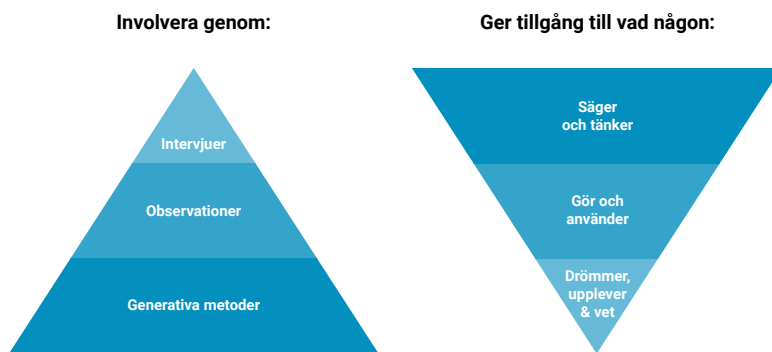 Involvera genom:
Intervjuer
Observationer
Generativa metoder
Ger tillgång till vad någon:
Säger
och tänker
Gör och
använder
Drömmer,
upplever
& vet